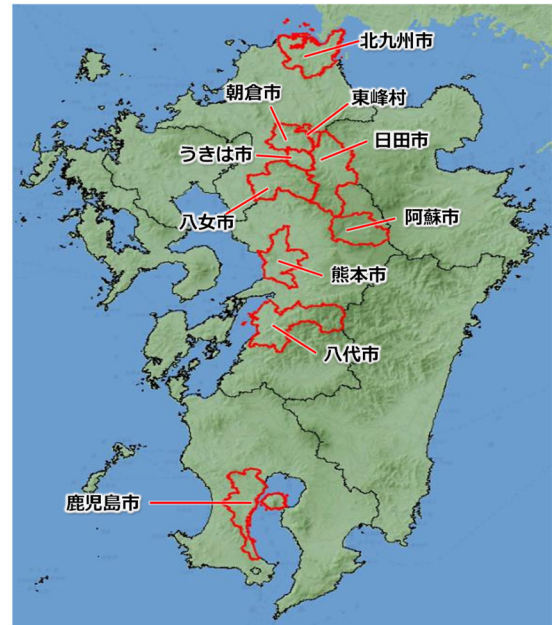 北九州市
朝倉市
東峰村
うきは市
日田市
八女市
阿蘇市
熊本市
八代市
鹿児島市